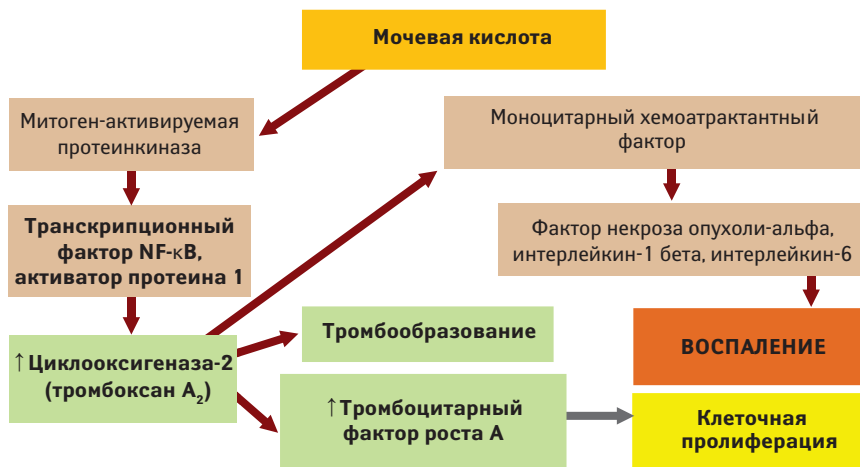 Мочевая кислота
Митоген-активируемая
протеинкиназа
Моноцитарный хемоатрактантный
фактор
Транскрипционный
фактор NF-κB,
активатор протеина 1
Фактор некроза опухоли-альфа,
интерлейкин-1 бета, интерлейкин-6
↑Циклооксигеназа-2
(тромбоксан А₂)
Тромбообразование
ВОСПАЛЕНИЕ
↑Тромбоцитарный
фактор роста А
Клеточная
пролиферация